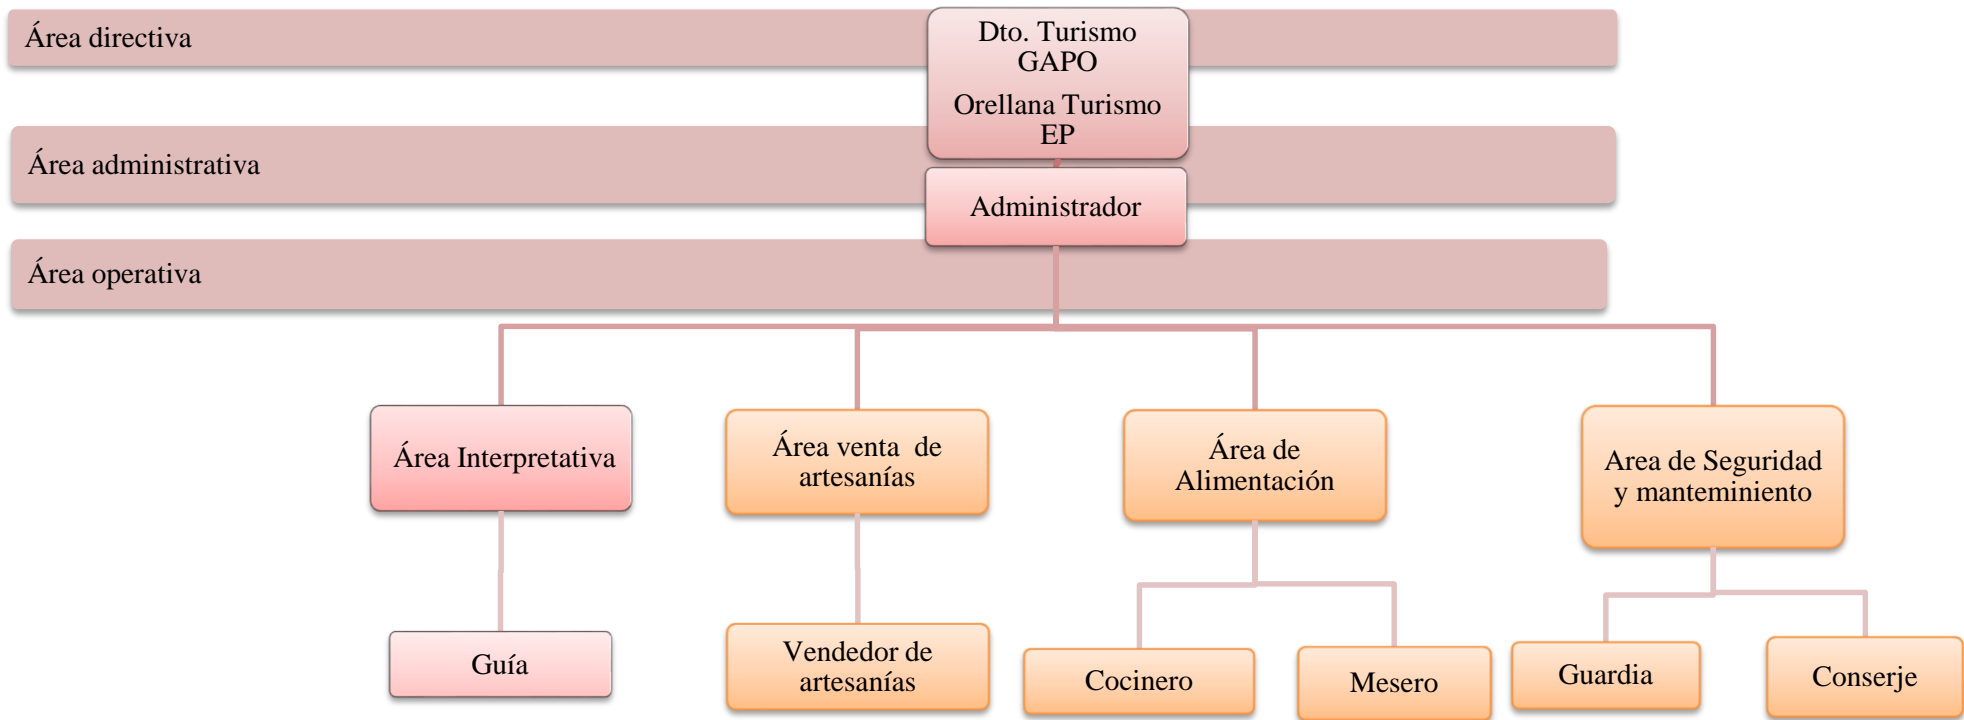 Área directiva
Dto. Turismo
GAPO
Orellana Turismo
EP
Área administrativa
Administrador
Área operativa
Área Interpretativa
Área venta  de
artesanías
Área de
Alimentación
Area de Seguridad
y manteminiento
Guía
Vendedor de
artesanías
Cocinero
Mesero
Guardia
Conserje